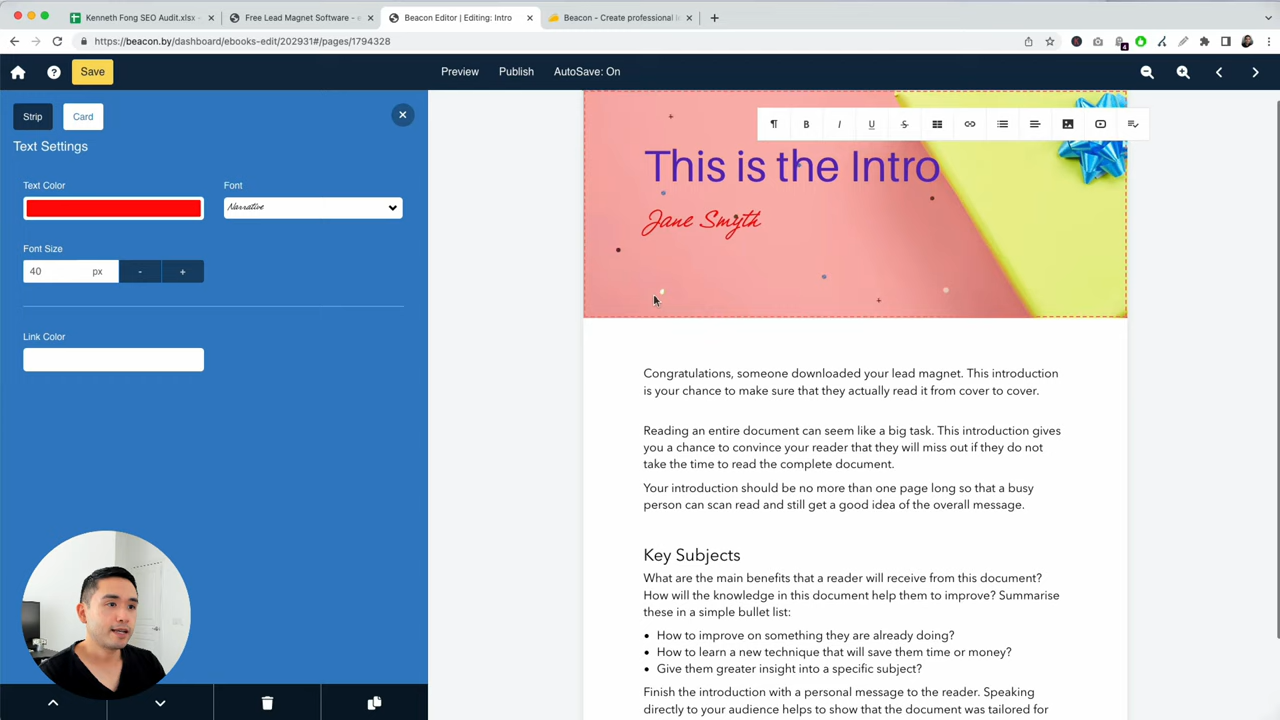 Kenneth Fong SEO Audit.xlsx -
Free Lead Magnet Software - e
Beacon Editor | Editing: Intro
Beacon - Create professional l
https://beacon.by/dashboard/ebooks-edit/202931#/pages/1794328
4
Save
Preview
Publish
AutoSave: On
Strip
Card
Text Settings
Text Color
Font
Narrative
Font Size
40 px - +
Link Color
B I U S
This is the Intro
Jane Smyth
Congratulations, someone downloaded your lead magnet. This introduction
is your chance to make sure that they actually read it from cover to cover.
Reading an entire document can seem like a big task. This introduction gives
you a chance to convince your reader that they will miss out if they do not
take the time to read the complete document.
Your introduction should be no more than one page long so that a busy
person can scan read and still get a good idea of the overall message.
Key Subjects
What are the main benefits that a reader will receive from this document?
How will the knowledge in this document help them to improve? Summarise
these in a simple bullet list:
• How to improve on something they are already doing?
• How to learn a new technique that will save them time or money?
• Give them greater insight into a specific subject?
Finish the introduction with a personal message to the reader. Speaking
directly to your audience helps to show that the document was tailored for